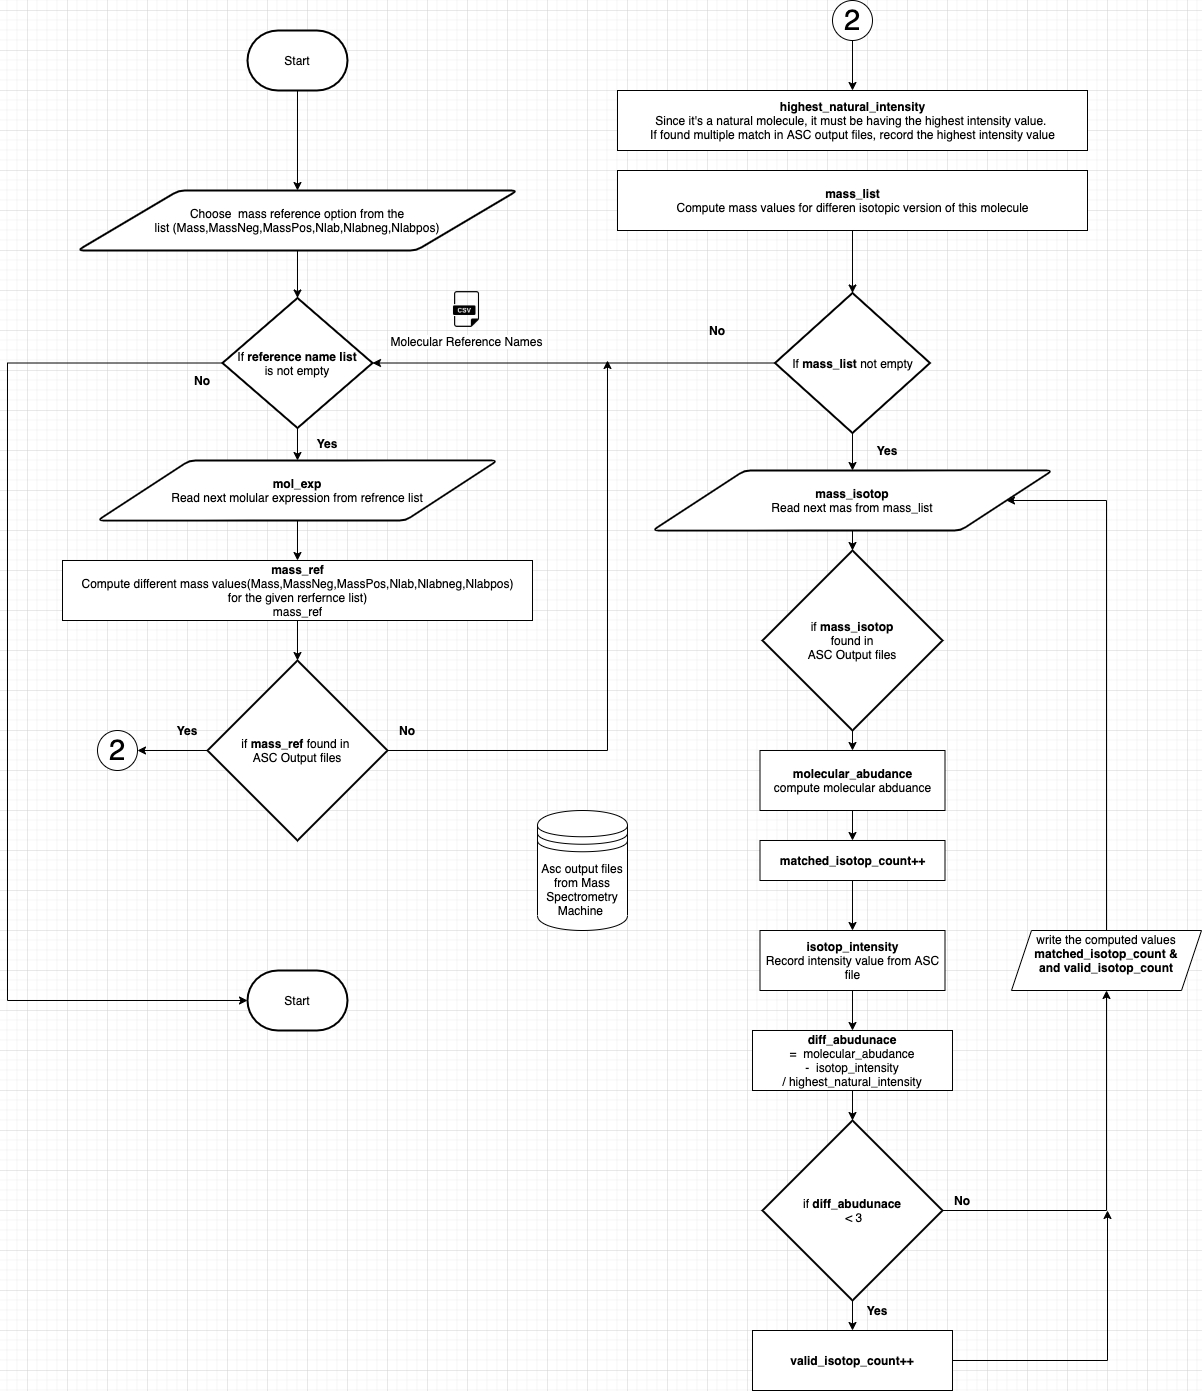 Start
Choose  mass reference option from the
list (Mass,MassNeg,MassPos,Nlab,Nlabneg,Nlabpos)
CSV
Molecular Reference Names
If reference name list
is not empty
No
Yes
mol_exp
Read next molular expression from refrence list
mass_ref
Compute different mass values(Mass,MassNeg,MassPos,Nlab,Nlabneg,Nlabpos)
for the given rerfernce list)
mass_ref
if mass_ref found in
ASC Output files
Yes
No
2
Asc output files
from Mass
Spectrometry
Machine
Start
2
highest_natural_intensity
Since it's a natural molecule, it must be having the highest intensity value.
If found multiple match in ASC output files, record the highest intensity value
mass_list
Compute mass values for differen isotopic version of this molecule
No
If mass_list not empty
Yes
mass_isotop
Read next mas from mass_list
if mass_isotop
found in
ASC Output files
molecular_abudance
compute molecular abduance
matched_isotop_count++
isotop_intensity
Record intensity value from ASC
file
write the computed values
matched_isotop_count &
and valid_isotop_count
diff_abudunace
=  molecular_abudance
-  isotop_intensity
/ highest_natural_intensity
if diff_abudunace
< 3
No
Yes
valid_isotop_count++